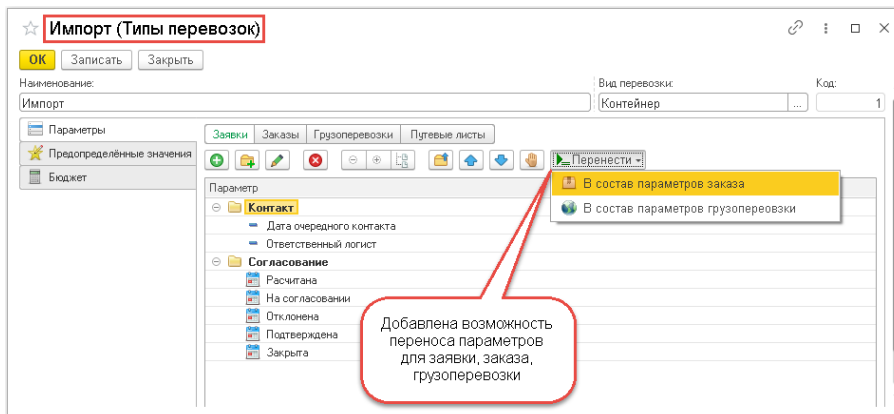 Импорт (Типы перевозок)
ОК Записать Закрыть
Наименование: Вид перевозки: Код:
Импорт Контейнер ... 1
Параметры
Предопределённые значения
Бюджет
Заявки Заказы Грузоперевозки Путевые листы
Перенести
В состав параметров заказа
В состав параметров грузопереовзки
Параметр
Контакт
Дата очередного контакта
Ответственный логист
Согласование
Расчитана
На согласовании
Отклонена
Подтверждена
Закрыта
Добавлена возможность
переноса параметров
для заявки, заказа,
грузоперевозки